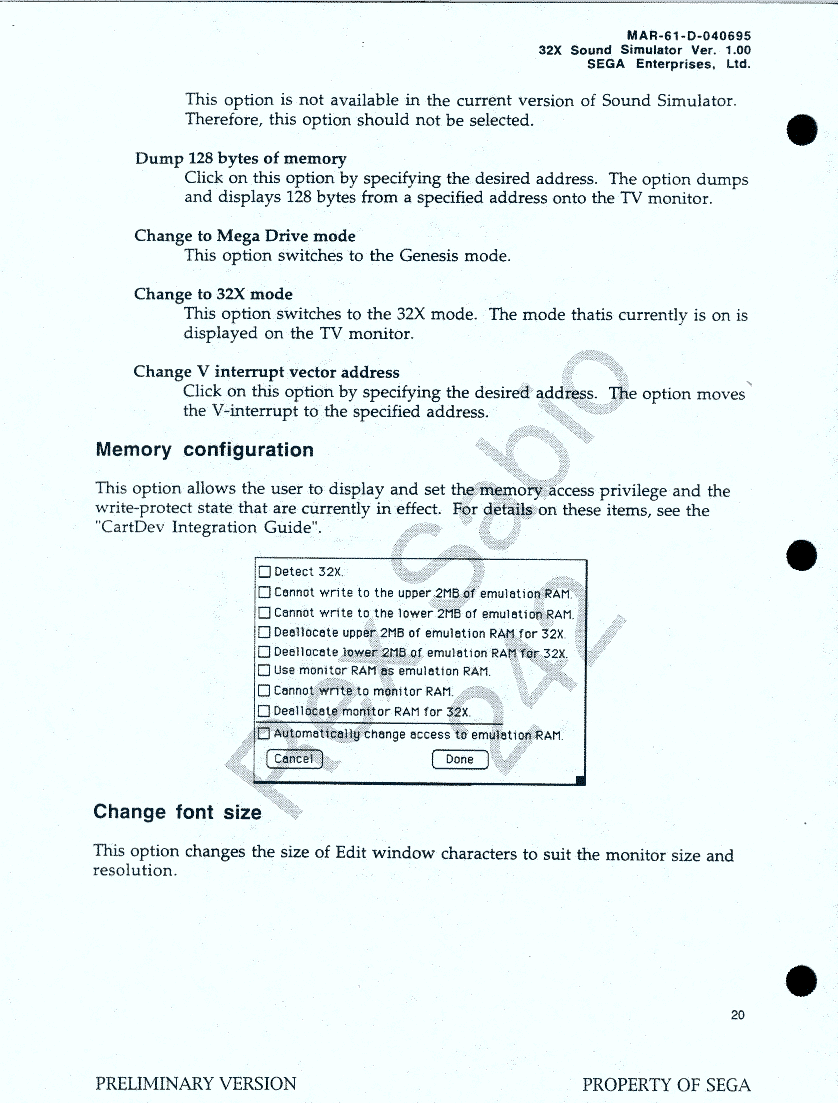 MAR-61-D-040695
32X Sound Simulator Ver. 1.00
SEGA Enterprises, Ltd.
This option is not available in the current version of Sound Simulator.
Therefore, this option should not be selected.
Dump 128 bytes of memory
Click on this option by specifying the desired address. The option dumps
and displays 128 bytes from a specified address onto the TV monitor.
Change to Mega Drive mode
This option switches to the Genesis mode.
Change to 32X mode
This option switches to the 32X mode. The mode thatis currently is on is
displayed on the TV monitor.
Change V interrupt vector address
Click on this option by specifying the desired address. The option moves
the V-interrupt to the specified address.
Memory configuration
This option allows the user to display and set the memory access privilege and the
write-protect state that are currently in effect. For details on these items, see the
"CartDev Integration Guide".
Detect 32X.
Cannot write to the upper 2MB of emulation RAM.
Cannot write to the lower 2MB of emulation RAM.
Deallocate upper 2MB of emulation RAM for 32X.
Deallocate lower 2MB of emulation RAM for 32X.
Use monitor RAM as emulation RAM.
Cannot write to monitor RAM.
Deallocate monitor RAM for 32X.
Automatically change access to emulation RAM.
Cancel Done
Change font size
This option changes the size of Edit window characters to suit the monitor size and
resolution.
20
PRELIMINARY VERSION PROPERTY OF SEGA
Rex Sabio
242